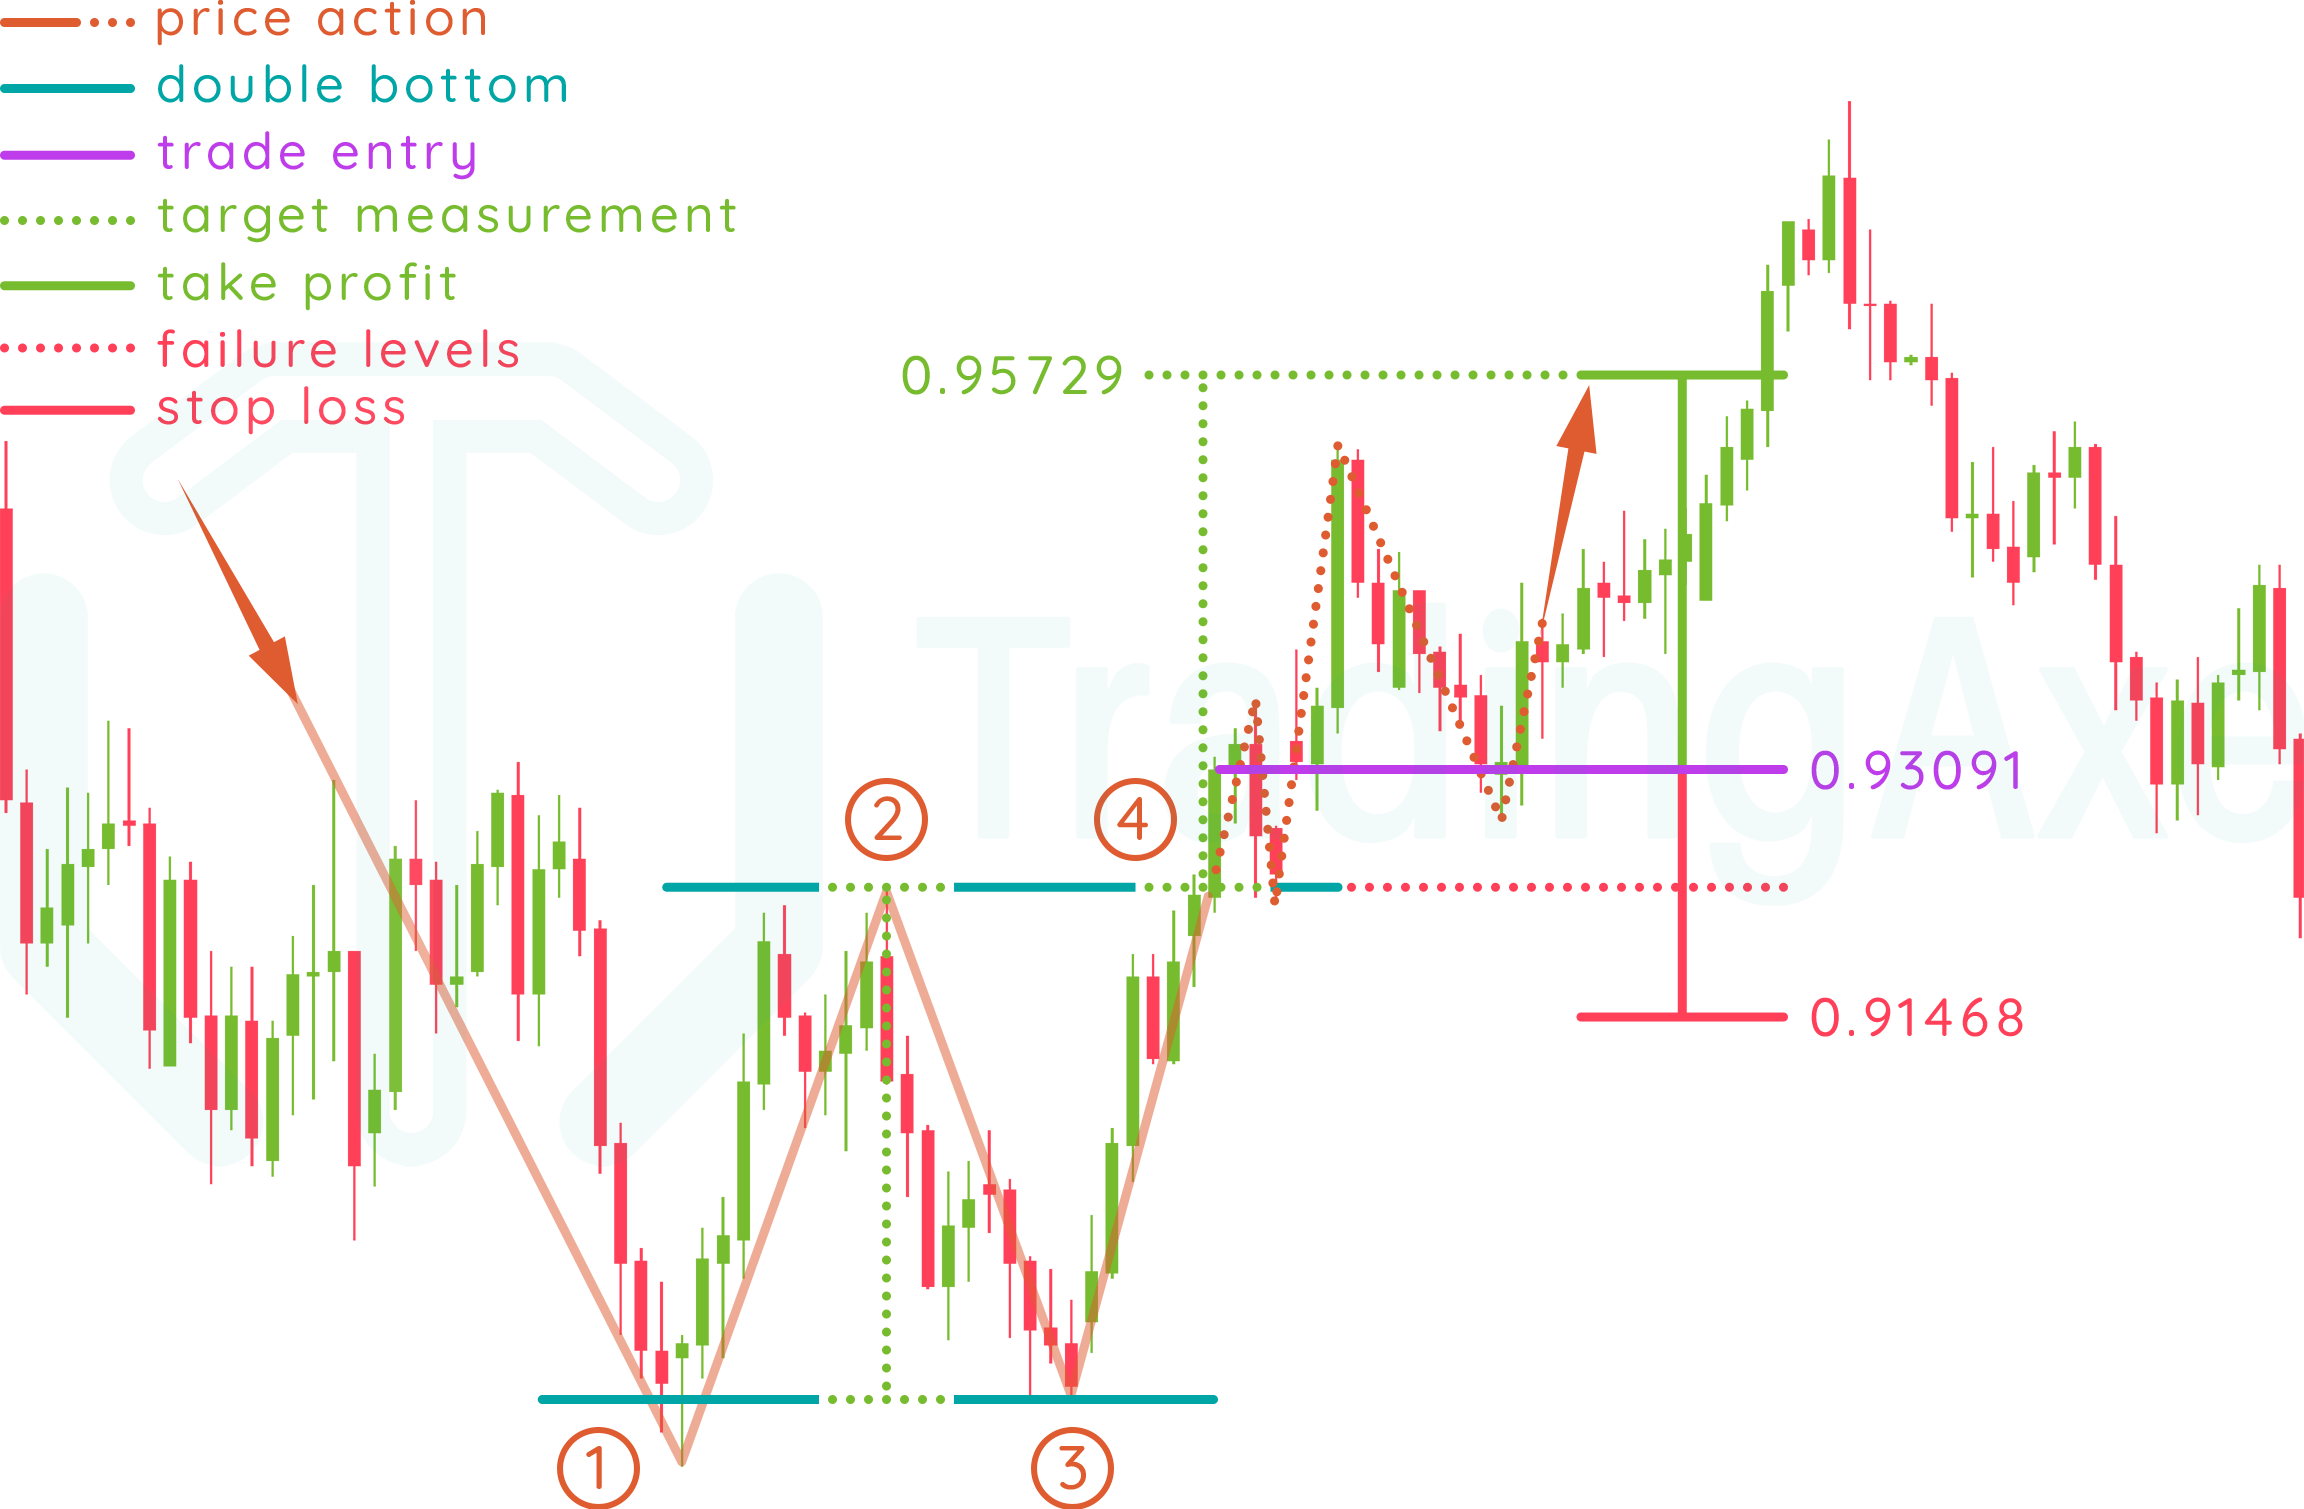 price action
double bottom
trade entry
target measurement
take profit
failure levels
stop loss
0.95729
TradingAxe
0.93091
2
4
0.91468
1
3